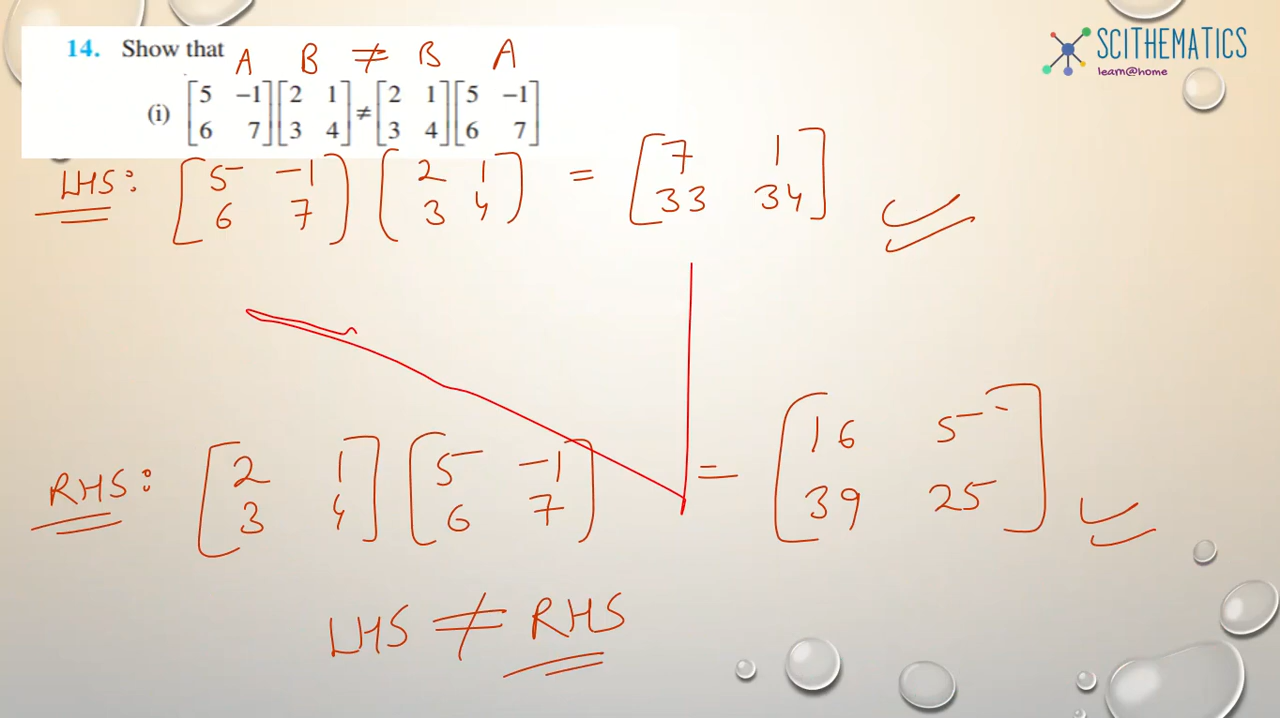 14. Show that
A B ≠ B A
SCITHEMATICS
learn@home
(i) [5 -1 6 7][2 1 3 4] ≠ [2 1 3 4][5 -1 6 7]
LHS: [5 -1 6 7] [2 1 3 4] = [7 1 33 34]
RHS: [2 1 3 4] [5 -1 6 7] = [16 5 39 25]
LHS ≠ RHS